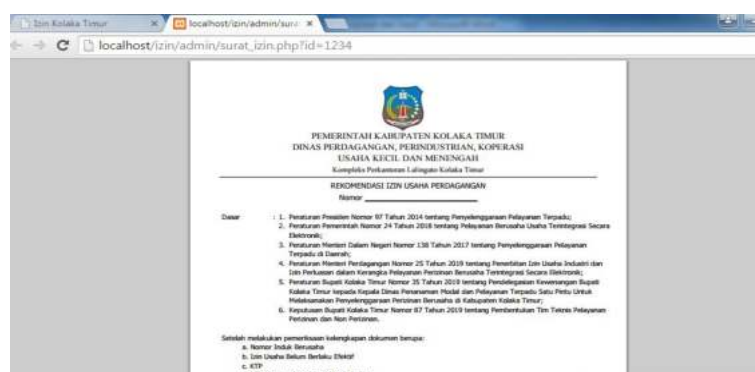 Izin Kolaka Timur
localhost/izin/admin/sura
localhost/izin/admin/surat_izin.php?id=1234
PEMERINTAH KABUPATEN KOLAKA TIMUR
DINAS PERDAGANGAN, PERINDUSTRIAN, KOPERASI
USAHA KECIL DAN MENENGAH
Kompleks Perkantoran Lalingato Kolaka Timur
REKOMENDASI IZIN USAHA PERDAGANGAN
Nomor
Dasar : 1. Peraturan Presiden Nomor 97 Tahun 2014 tentang Penyelenggaraan Pelayanan Terpadu;
2. Peraturan Pemerintah Nomor 24 Tahun 2018 tentang Pelayanan Berusaha Usaha Terintegrasi Secara
Elektronik;
3. Peraturan Menteri Dalam Negeri Nomor 138 Tahun 2017 tentang Penyelenggaraan Pelayanan
Terpadu di Daerah;
4. Peraturan Menteri Perdagangan Nomor 25 Tahun 2019 tentang Penerbitan Izin Usaha Industri dan
Izin Perluasan dalam Kerangka Pelayanan Perizinan Berusaha Terintegrasi Secara Elektronik;
5. Peraturan Bupati Kolaka Timur Nomor 35 Tahun 2019 tentang Pendelegasian Kewenangan Bupati
Kolaka Timur kepada Kepala Dinas Penanaman Modal dan Pelayanan Terpadu Satu Pintu Untuk
Melaksanakan Penyelenggaraan Perizinan Berusaha di Kabupaten Kolaka Timur;
6. Keputusan Bupati Kolaka Timur Nomor 87 Tahun 2019 tentang Pembentukan Tim Teknis Pelayanan
Perizinan dan Non Perizinan.
Setelah melakukan pemeriksaan kelengkapan dokumen berupa:
a. Nomor Induk Berusaha
b. Izin Usaha Belum Berlaku Efektif
c. KTP